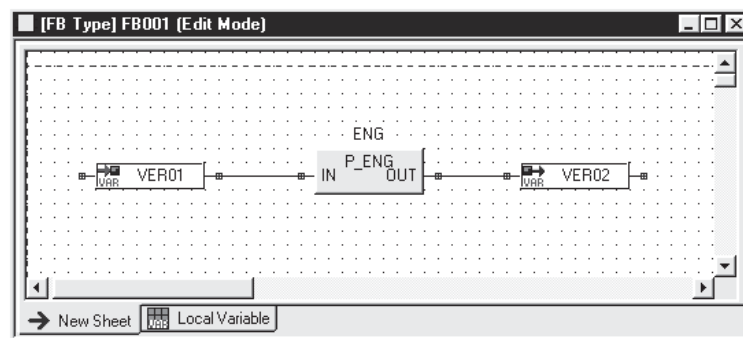 [FB Type] FB001 (Edit Mode)
ENG
VAR VER01 IN P_ENG OUT VAR VER02
New Sheet VAR Local Variable